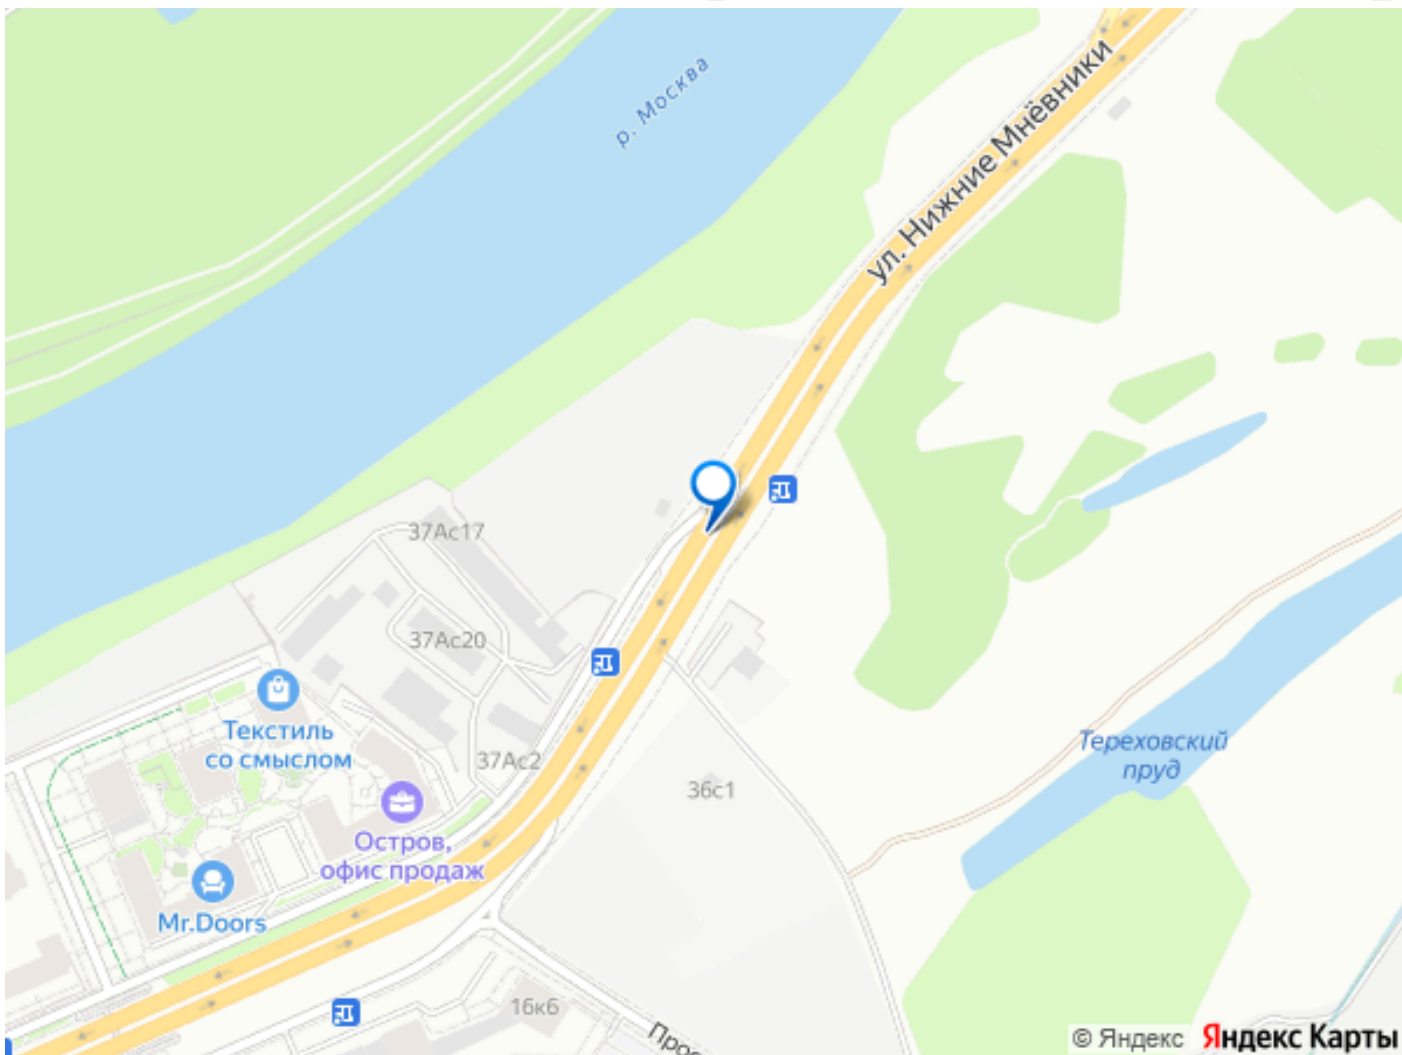 р. Москва
ул. Нижние Мнёвники
37Ас17
37Ас20
Текстиль
со смыслом
37Ас2
36с1
Тереховский
пруд
Остров,
офис продаж
Mr.Doors
16к6
© Яндекс Яндекс Карты